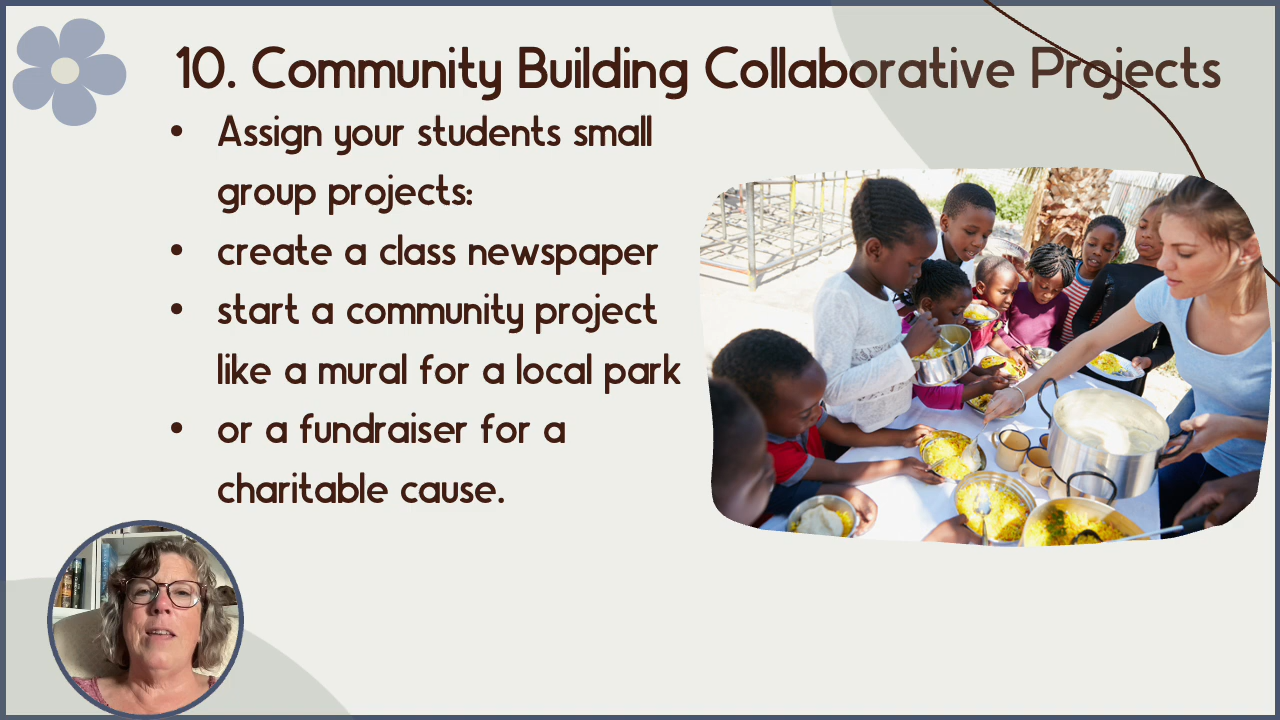 10. Community Building Collaborative Projects
• Assign your students small
group projects:
• create a class newspaper
• start a community project
like a mural for a local park
• or a fundraiser for a
charitable cause.